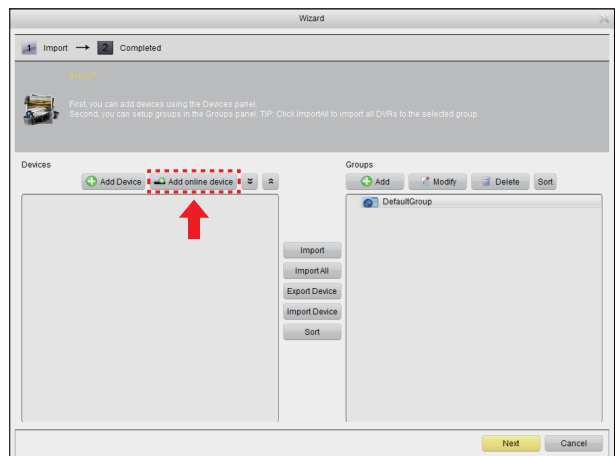 Wizard
1 Import → 2 Completed
Import
First, you can add devices using the Devices panel.
Second, you can setup groups in the Groups panel. TIP: Click ImportAll to import all DVRs to the selected group.
Devices
Add Device
Add online device
Groups
Add
Modify
Delete
Sort
DefaultGroup
Import
Import All
Export Device
Import Device
Sort
Next
Cancel